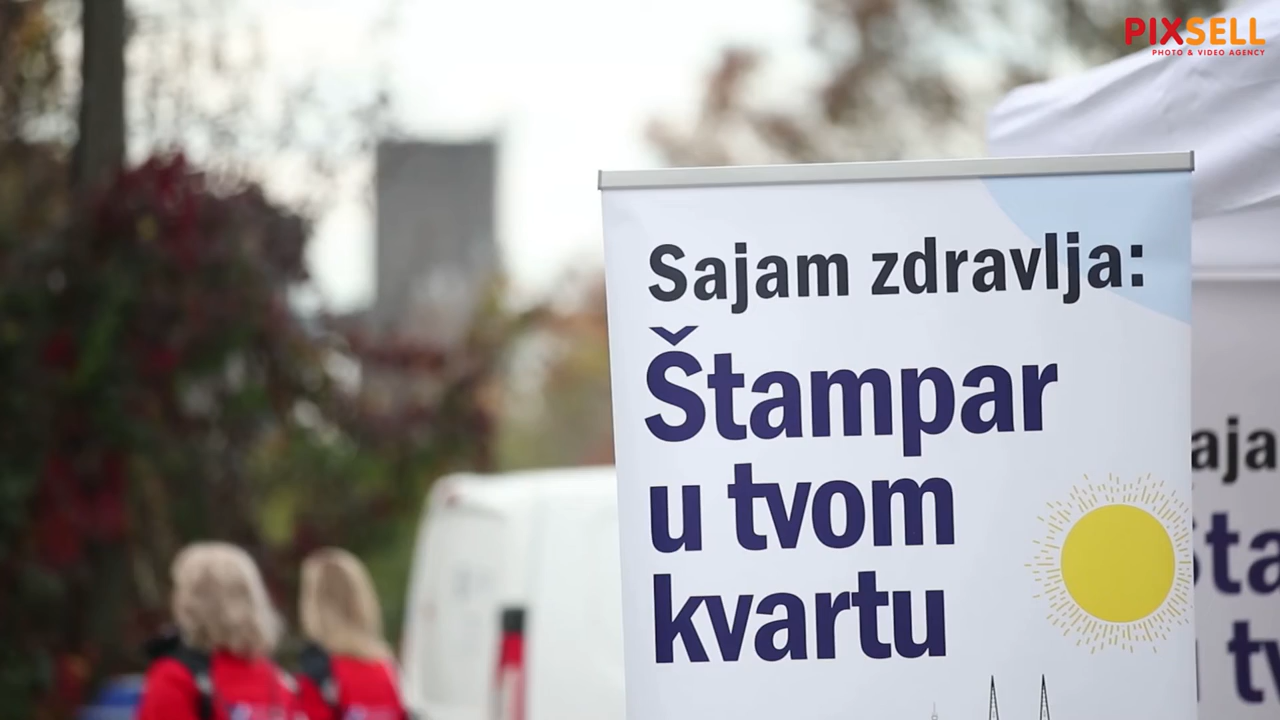 PIXSELL
PHOTO & VIDEO AGENCY
Sajam zdravlja:
Štampar
u tvom
kvartu